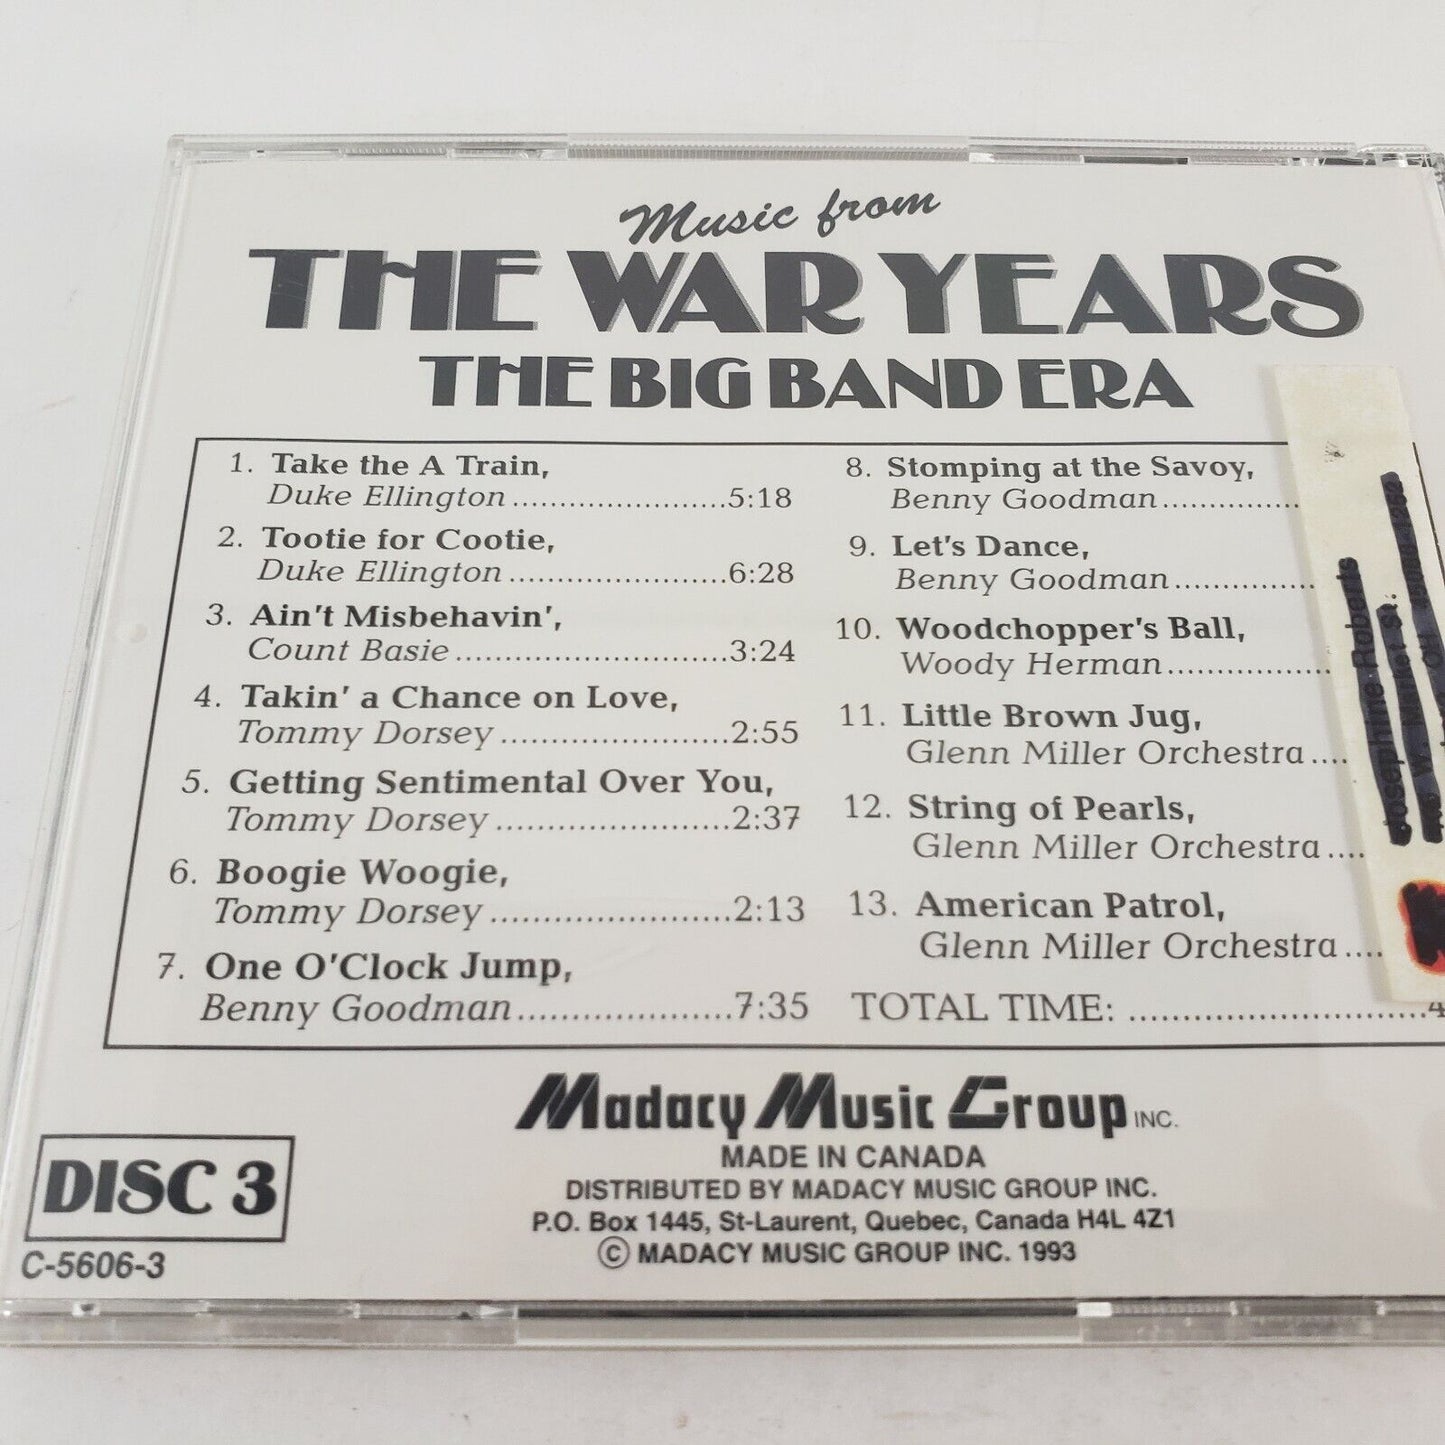 Music from
THE WAR YEARS
THE BIG BAND ERA
1. Take the A Train,
Duke Ellington........................5:18
2. Tootie for Cootie,
Duke Ellington........................6:28
3. Ain't Misbehavin',
Count Basie..............................3:24
4. Takin' a Chance on Love,
Tommy Dorsey.........................2:55
5. Getting Sentimental Over You,
Tommy Dorsey.........................2:37
6. Boogie Woogie,
Tommy Dorsey.........................2:13
7. One O'Clock Jump,
Benny Goodman.....................7:35
8. Stomping at the Savoy,
Benny Goodman...............
9. Let's Dance,
Benny Goodman...............
10. Woodchopper's Ball,
Woody Herman..................
11. Little Brown Jug,
Glenn Miller Orchestra....
12. String of Pearls,
Glenn Miller Orchestra....
13. American Patrol,
Glenn Miller Orchestra....
TOTAL TIME: ............................4
Josephine Roberts
W. Market St.
DISC 3
C-5606-3
Madacy Music Group INC.
MADE IN CANADA
DISTRIBUTED BY MADACY MUSIC GROUP INC.
P.O. Box 1445, St-Laurent, Quebec, Canada H4L 4Z1
© MADACY MUSIC GROUP INC. 1993